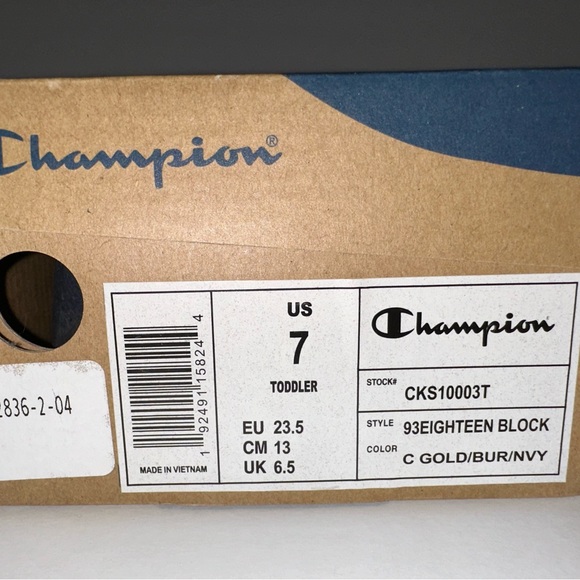 Champion®
2836-2-04
1 92491 15824 4
MADE IN VIETNAM
US
7
TODDLER
EU 23.5
CM 13
UK 6.5
Champion
STOCK# CKS10003T
STYLE 93EIGHTEEN BLOCK
COLOR C GOLD/BUR/NVY